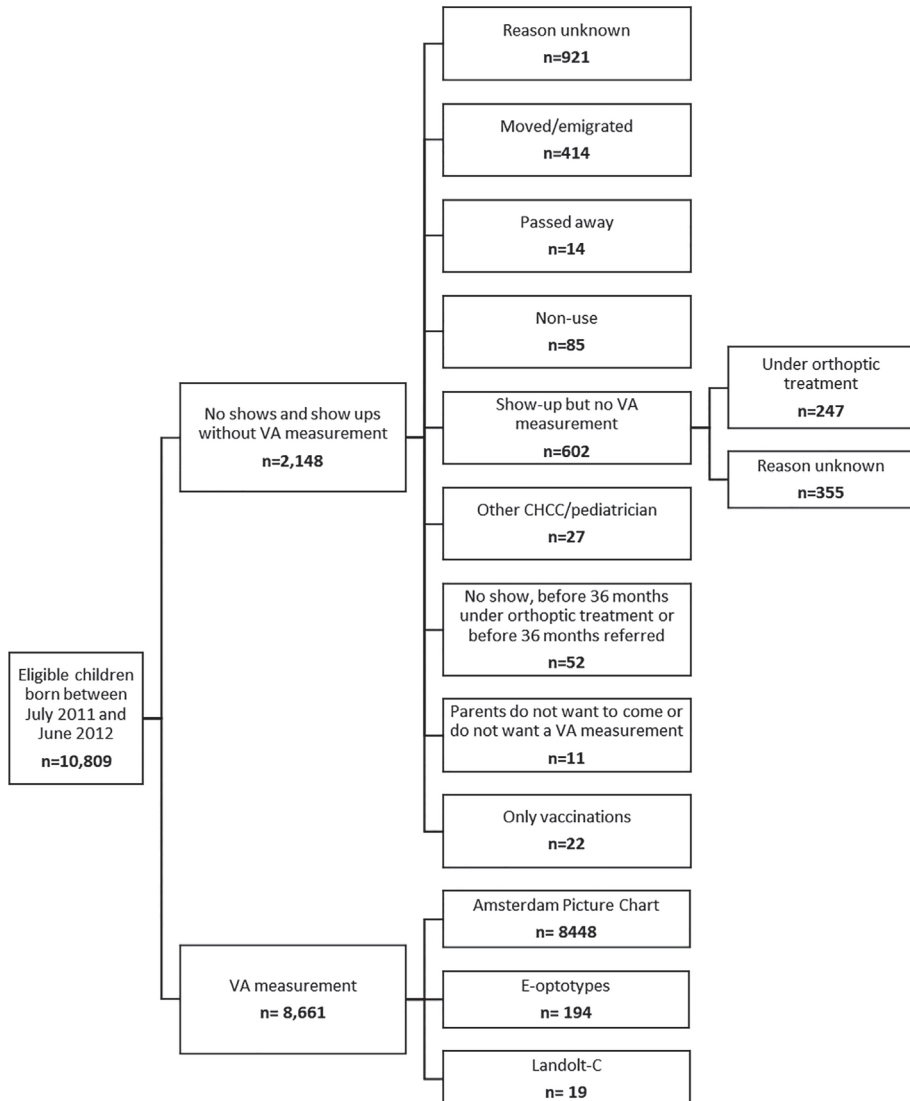 Reason unknown
n=921
Moved/emigrated
n=414
Passed away
n=14
Non-use
n=85
Under orthoptic
treatment
n=247
No shows and show ups
without VA measurement
n=2,148
Show-up but no VA
measurement
n=602
Reason unknown
n=355
Other CHCC/pediatrician
n=27
No show, before 36 months
under orthoptic treatment or
before 36 months referred
n=52
Eligible children
born between
July 2011 and
June 2012
n=10,809
Parents do not want to come or
do not want a VA measurement
n=11
Only vaccinations
n=22
Amsterdam Picture Chart
n= 8448
VA measurement
n= 8,661
E-optotypes
n= 194
Landolt-C
n= 19